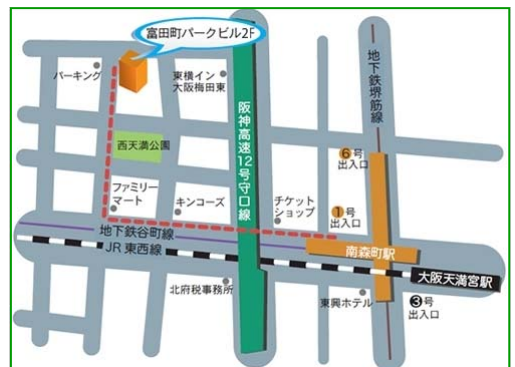 富田町パークビル2F
パーキング
東横イン
大阪梅田東
阪神高速12号守口線
地下鉄堺筋線
西天満公園
❻号
出入口
ファミリー
マート
キンコーズ
チケット
ショップ
❶号
出入口
地下鉄谷町線
JR東西線
南森町駅
大阪天満宮駅
北府税事務所
東興ホテル
❸号
出入口